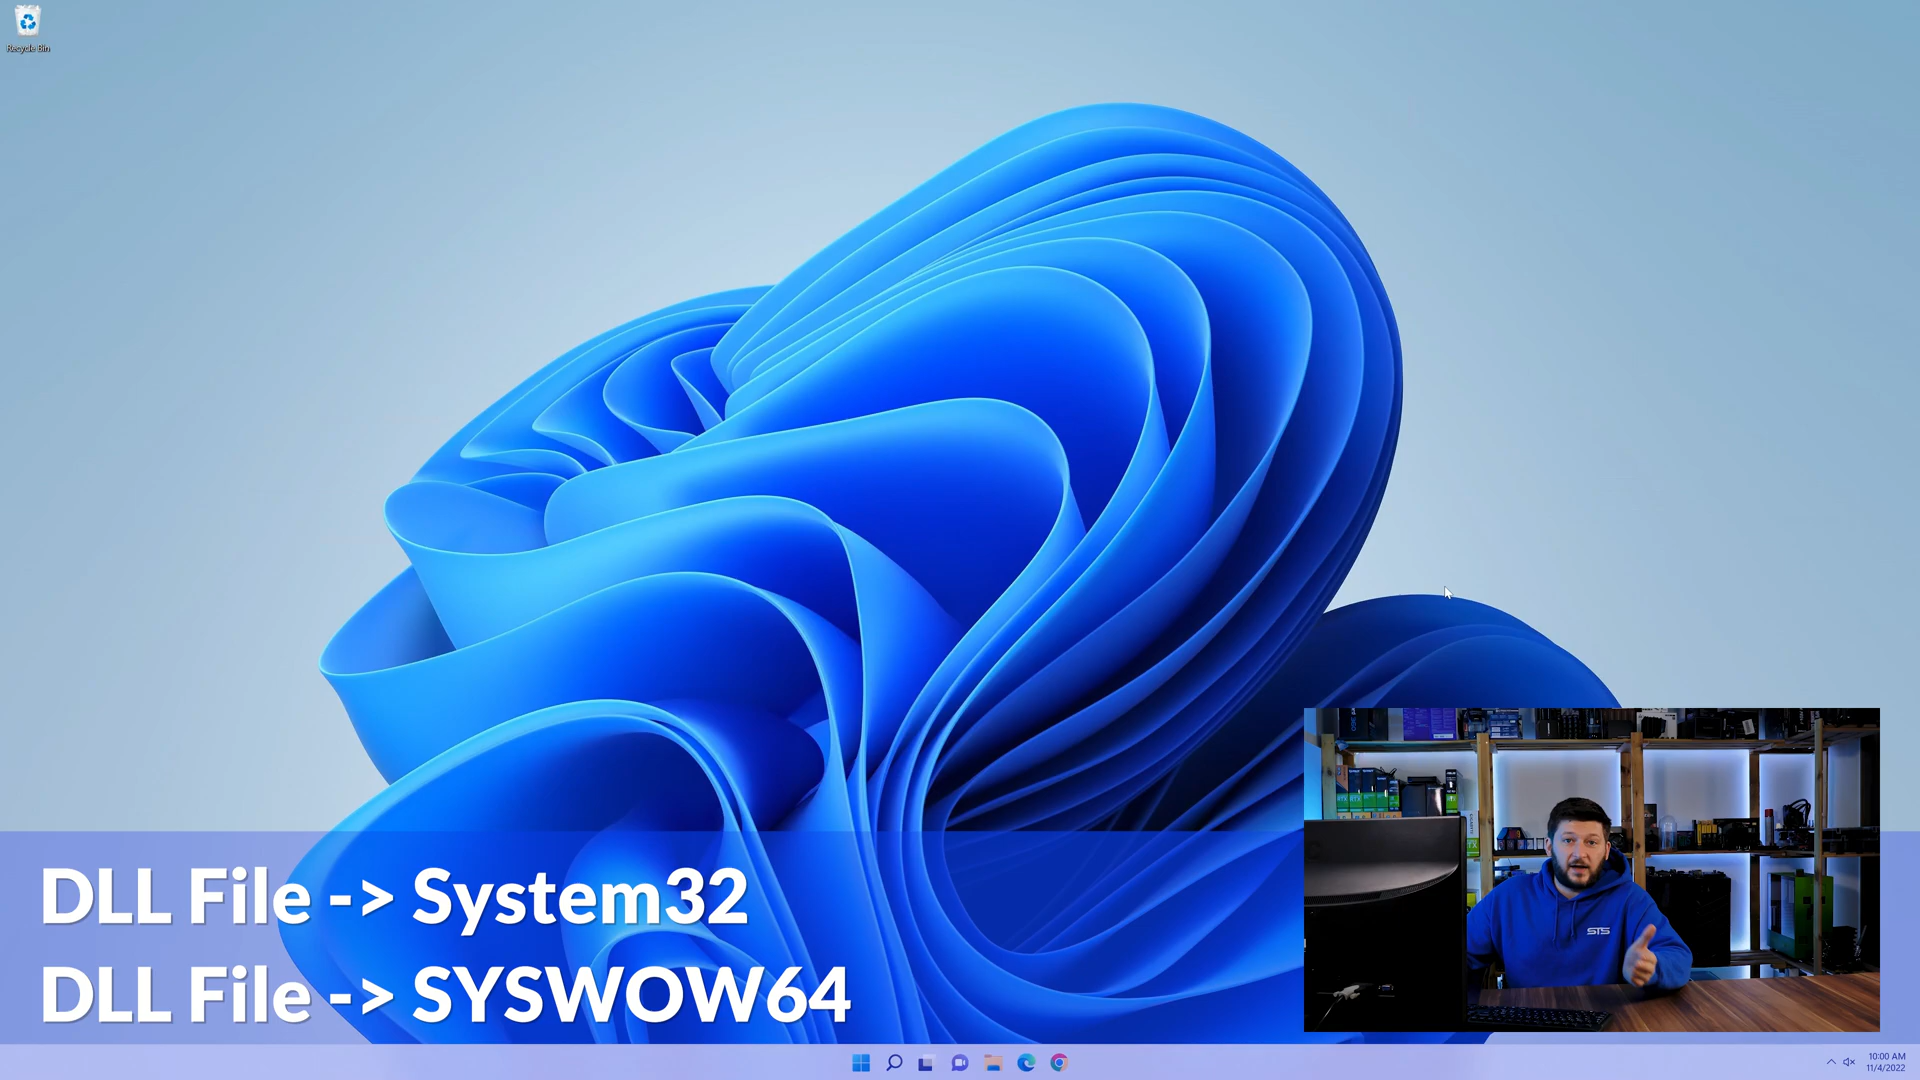 Recycle Bin
DLL File -> System32
DLL File -> SYSWOW64
STS
10:00 AM
11/4/2022